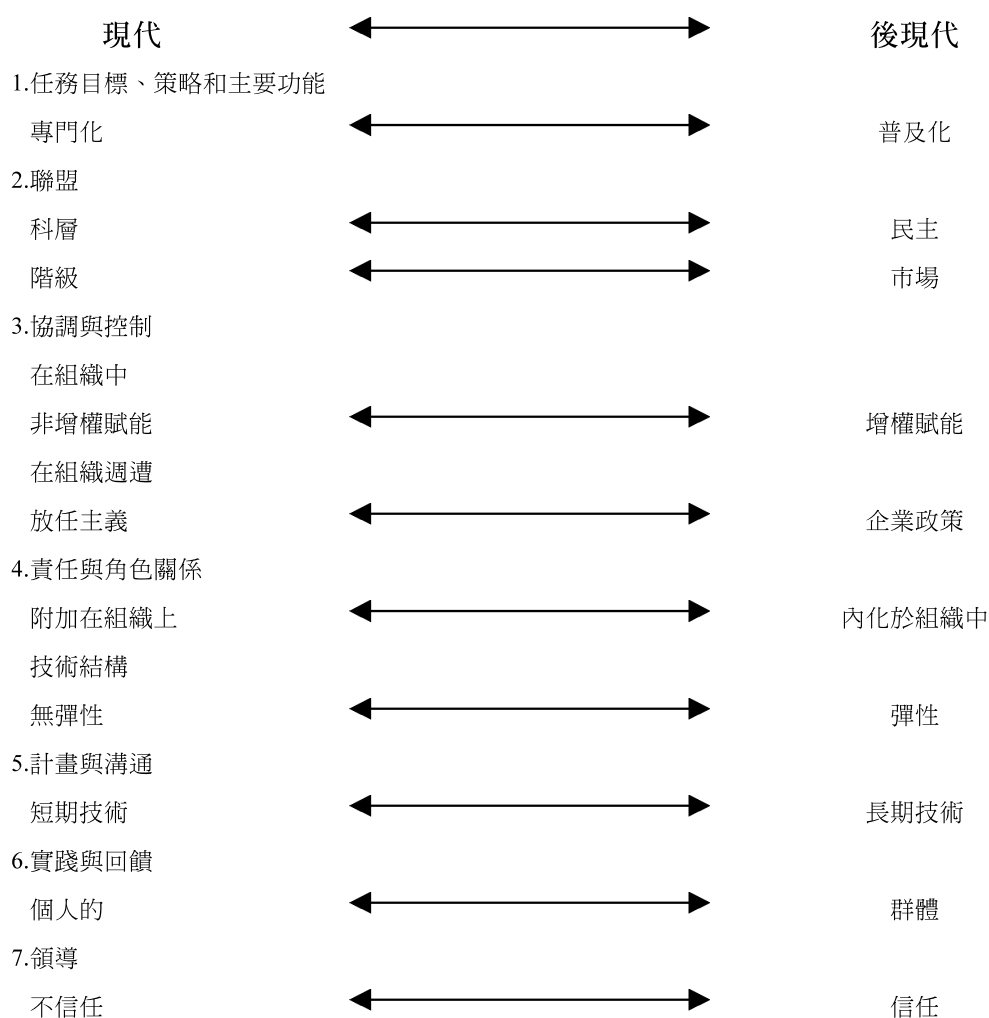 現代 後現代
1.任務目標、策略和主要功能
專門化 普及化
2.聯盟
科層 民主
階級 市場
3.協調與控制
在組織中
非增權賦能 增權賦能
在組織週遭
放任主義 企業政策
4.責任與角色關係
附加在組織上 內化於組織中
技術結構
無彈性 彈性
5.計畫與溝通
短期技術 長期技術
6.實踐與回饋
個人的 群體
7.領導
不信任 信任